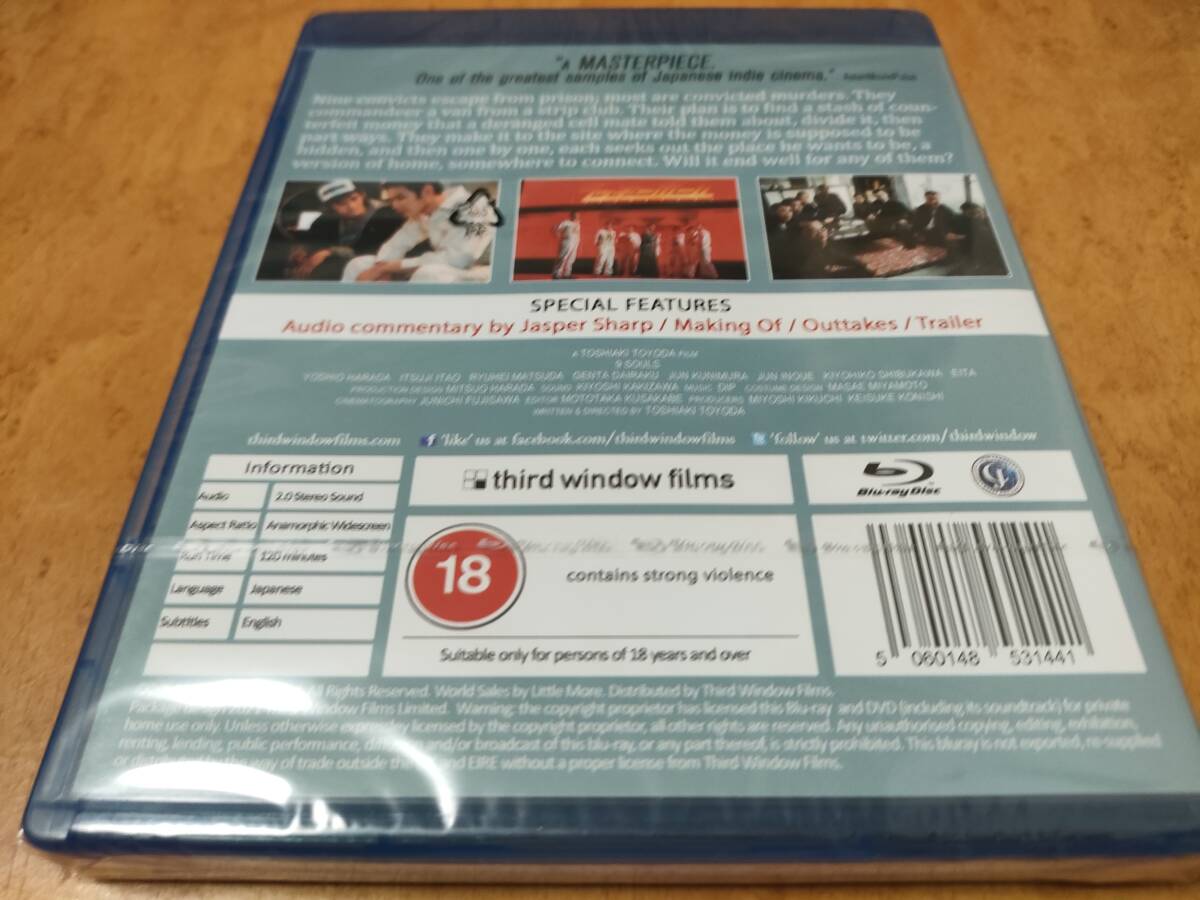 "A MASTERPIECE.
One of the greatest samples of Japanese indie cinema."
Nine convicts escape from prison; most are convicted murders. They
commandeer a van from a strip club. Their plan is to find a stash of coun-
terfeit money that a deranged cell mate told them about, divide it, then
part ways. They make it to the site where the money is supposed to be
hidden, and then one by one, each seeks out the place he wants to be, a
version of home, somewhere to connect. Will it end well for any of them?
SPECIAL FEATURES
Audio commentary by Jasper Sharp / Making Of / Outtakes / Trailer
A TOSHIAKI TOYODA FILM
9 SOULS
YOSHIO HARADA ITSUJI ITAO RYUHEI MATSUDA GENTA DAIRAKU JUN KUNIMURA JUN INOUE KIYOHIKO SHIBUKAWA EITA
PRODUCTION DESIGN MITSUO HARADA SOUND KIYOSHI KAKIZAWA MUSIC DIP COSTUME DESIGN MASAE MIYAMOTO
CINEMATOGRAPHY JUNICHI FUJISAWA EDITOR MOTOTAKA KUSAKABE PRODUCERS MIYOSHI KIKUCHI KEISUKE KONISHI
WRITTEN & DIRECTED BY TOSHIAKI TOYODA
thirdwindowfilms.com f 'like' us at facebook.com/thirdwindowfilms 'follow' us at twitter.com/thirdwindow
Information
Audio 2.0 Stereo Sound
Aspect Ratio Anamorphic Widescreen
Run Time 120 minutes
Language Japanese
Subtitles English
third window films
Blu-ray Disc
18
contains strong violence
Suitable only for persons of 18 years and over
5 060148 531441
All Rights Reserved. World Sales by Little More. Distributed by Third Window Films.
Window Films Limited. Warning: the copyright proprietor has licensed this Blu-ray and DVD (including its soundtrack) for private
home use only. Unless otherwise expressley licensed by the copyright proprietor, all other rights are reserved. Any unauthorised copying, editing, exhibition,
renting, lending, public performance, and/or broadcast of this blu-ray, or any part thereof, is strictly prohibited. This bluray is not exported, re-supplied
or by the way of trade outside the and EIRE without a proper license from Third Window Films.